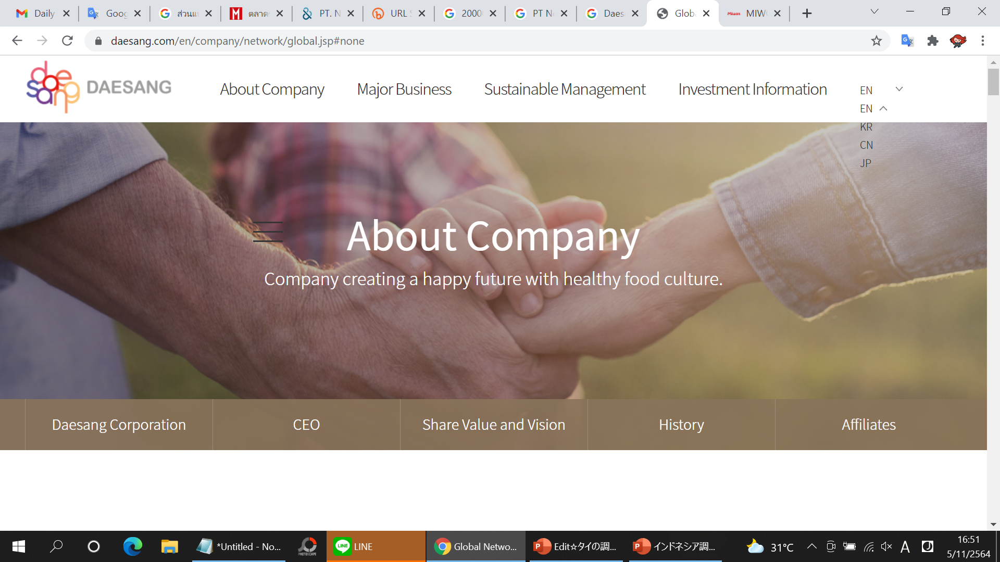 Daily
Goog
ส่วนแ
ตลาด
PT. N
URL S
2000
PT N
Daes
Glob
MIW
daesang.com/en/company/network/global.jsp#none
daesang DAESANG
About Company
Major Business
Sustainable Management
Investment Information
EN
EN
KR
CN
JP
About Company
Company creating a happy future with healthy food culture.
Daesang Corporation
CEO
Share Value and Vision
History
Affiliates
*Untitled - No...
PHOTOSCAPE
LINE
LINE
Global Netwo...
Edit☆タイの調...
インドネシア調...
31°C
A
16:51
5/11/2564